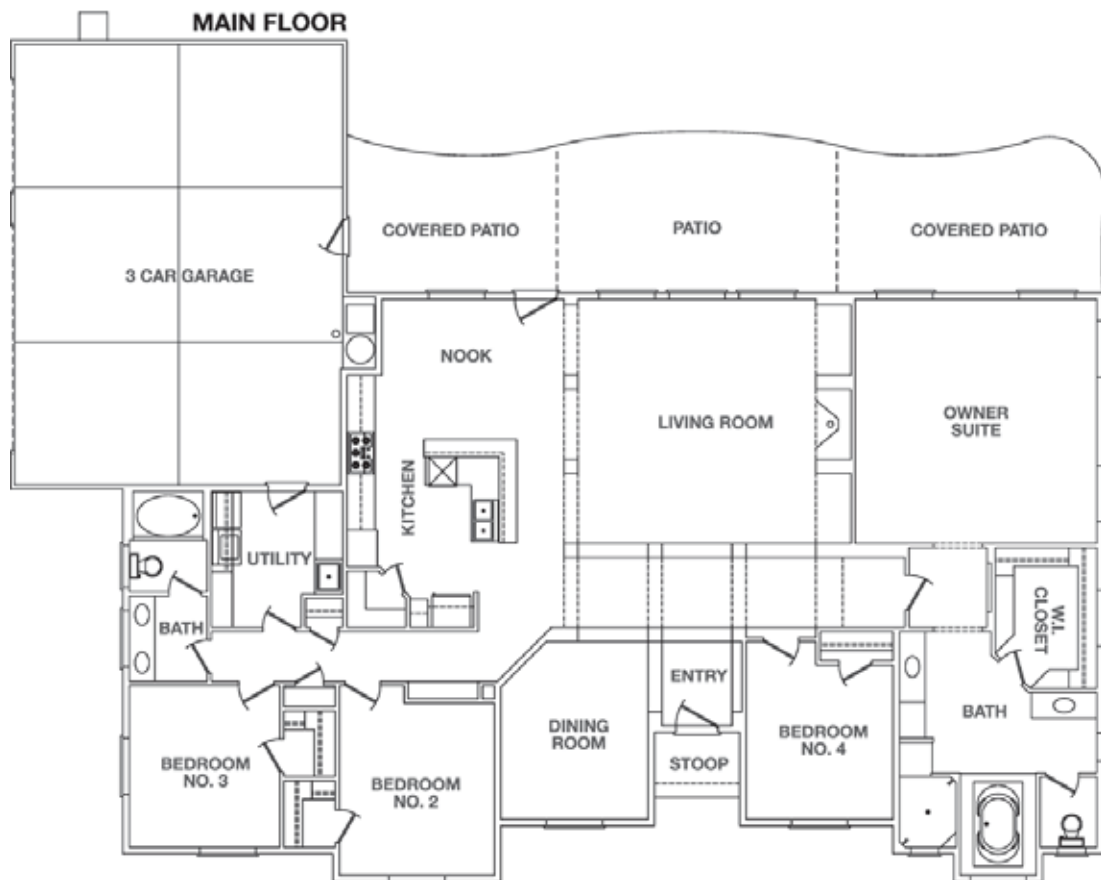 MAIN FLOOR
COVERED PATIO
PATIO
COVERED PATIO
3 CAR GARAGE
NOOK
LIVING ROOM
OWNER
SUITE
KITCHEN
UTILITY
BATH
W.I.
CLOSET
ENTRY
DINING
ROOM
STOOP
BEDROOM
NO. 4
BATH
BEDROOM
NO. 3
BEDROOM
NO. 2